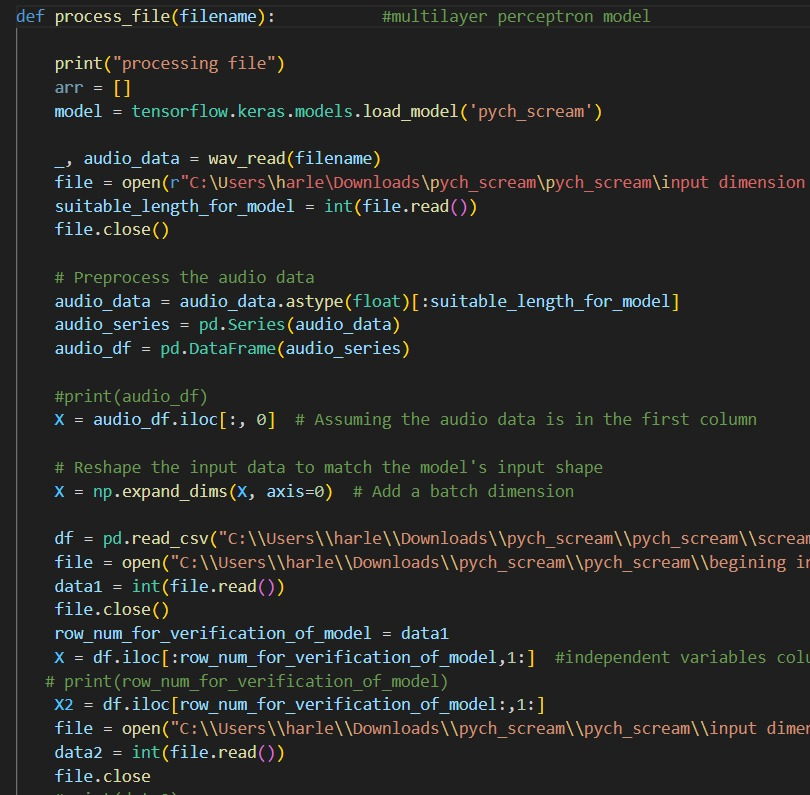 def process_file(filename): #multilayer perceptron model
print("processing file")
arr = []
model = tensorflow.keras.models.load_model('pych_scream')
_, audio_data = wav_read(filename)
file = open(r"C:\Users\harle\Downloads\pych_scream\pych_scream\input dimension
suitable_length_for_model = int(file.read())
file.close()
# Preprocess the audio data
audio_data = audio_data.astype(float)[:suitable_length_for_model]
audio_series = pd.Series(audio_data)
audio_df = pd.DataFrame(audio_series)
#print(audio_df)
X = audio_df.iloc[:, 0] # Assuming the audio data is in the first column
# Reshape the input data to match the model's input shape
X = np.expand_dims(X, axis=0) # Add a batch dimension
df = pd.read_csv("C:\\Users\\harle\\Downloads\\pych_scream\\pych_scream\\scream
file = open("C:\\Users\\harle\\Downloads\\pych_scream\\pych_scream\\begining
data1 = int(file.read())
file.close()
row_num_for_verification_of_model = data1
X = df.iloc[:row_num_for_verification_of_model,1:] #independent variables
# print(row_num_for_verification_of_model)
X2 = df.iloc[row_num_for_verification_of_model:,1:]
file = open("C:\\Users\\harle\\Downloads\\pych_scream\\pych_scream\\input
data2 = int(file.read())
file.close